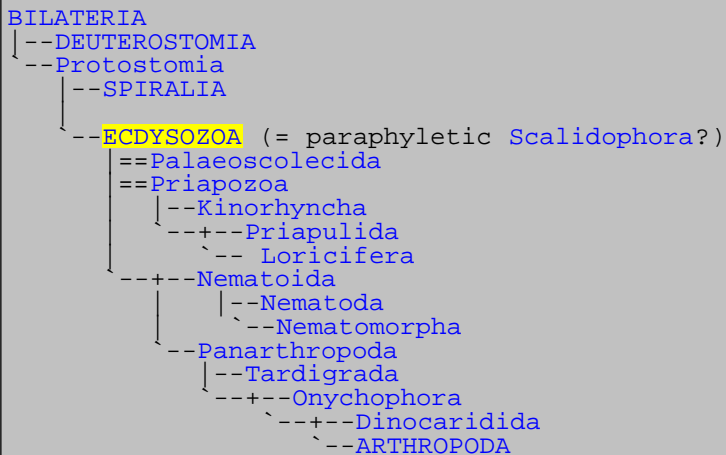 BILATERIA
|--DEUTEROSTOMIA
`--Protostomia
     |--SPIRALIA
     |
     `--ECDYSOZOA (= paraphyletic Scalidophora?)
        |==Palaeoscolecida
        |==Priapozoa
        |  |--Kinorhyncha
        |  `--+--Priapulida
        |     `-- Loricifera
        `--+--Nematoida
           |    |--Nematoda
           |    `--Nematomorpha
           `--Panarthropoda
              |--Tardigrada
              `--+--Onychophora
                 `--+--Dinocaridida
                    `--ARTHROPODA